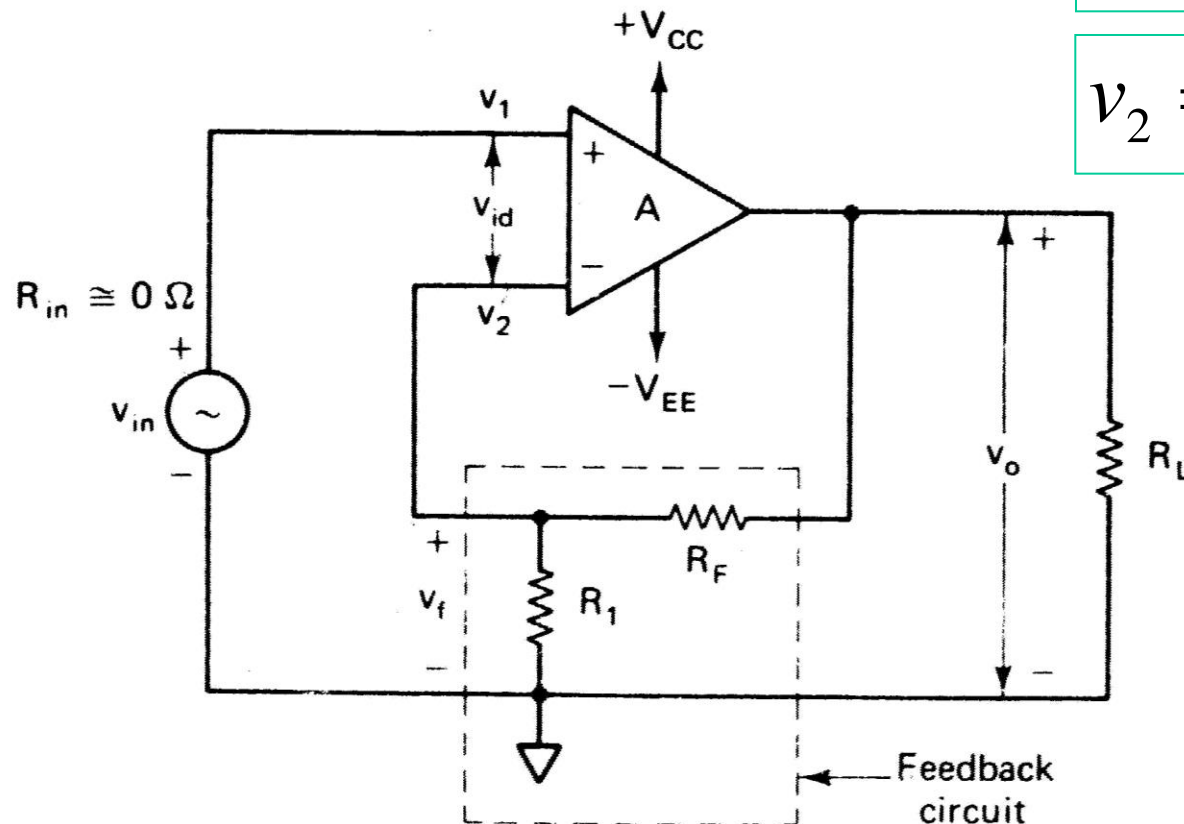 +V_CC
v_2 =
v_1
+
A
v_id
−
v_2
−V_EE
R_in ≅ 0 Ω
+
v_in
~
−
+
v_o
−
R_L
R_F
+
v_f
−
R_1
Feedback
circuit